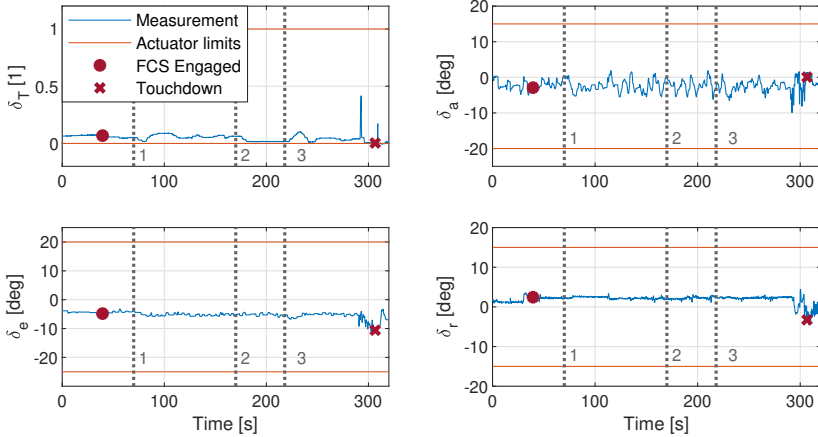 Measurement
Actuator limits
FCS Engaged
Touchdown
δT [1]
1
0.5
0
1 2 3
0 100 200 300
δa [deg]
20
10
0
-10
-20
1 2 3
0 100 200 300
δe [deg]
20
10
0
-10
-20
1 2 3
0 100 200 300
Time [s]
δr [deg]
20
10
0
-10
-20
1 2 3
0 100 200 300
Time [s]